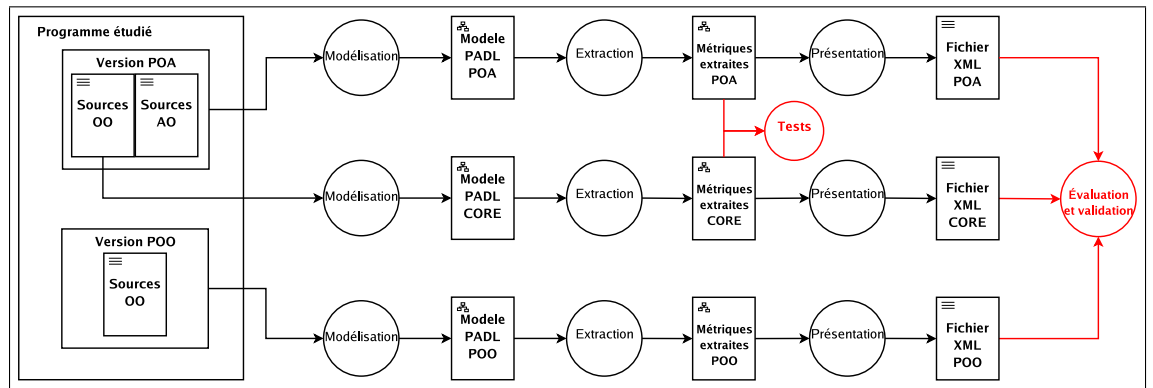 Programme étudié
Version POA
Sources
OO
Sources
AO
Modélisation
Modele
PADL
POA
Extraction
Métriques
extraites
POA
Présentation
Fichier
XML
POA
Tests
Modélisation
Modele
PADL
CORE
Extraction
Métriques
extraites
CORE
Présentation
Fichier
XML
CORE
Évaluation
et validation
Version POO
Sources
OO
Modélisation
Modele
PADL
POO
Extraction
Métriques
extraites
POO
Présentation
Fichier
XML
POO